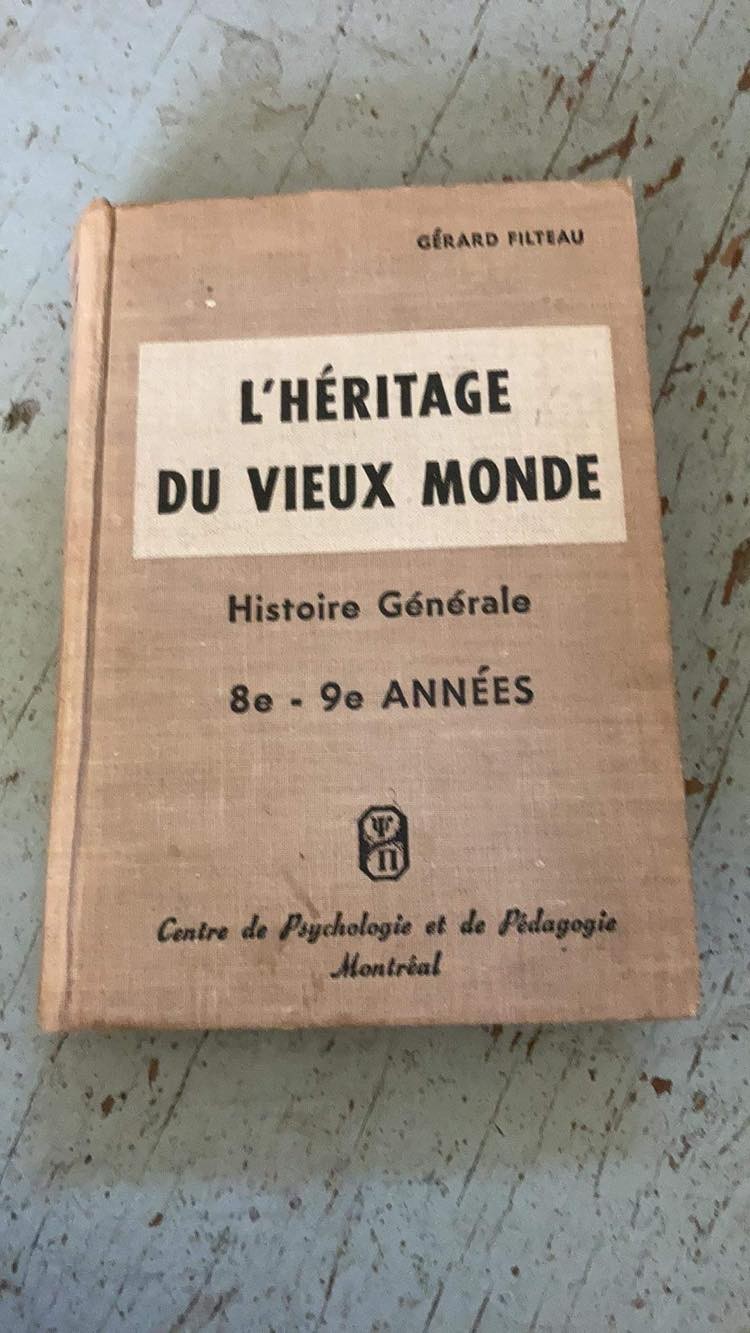 GÉRARD FILTEAU
L'HÉRITAGE
DU VIEUX MONDE
Histoire Générale
8e - 9e ANNÉES
Ψ
Π
Centre de Psychologie et de Pédagogie
Montréal